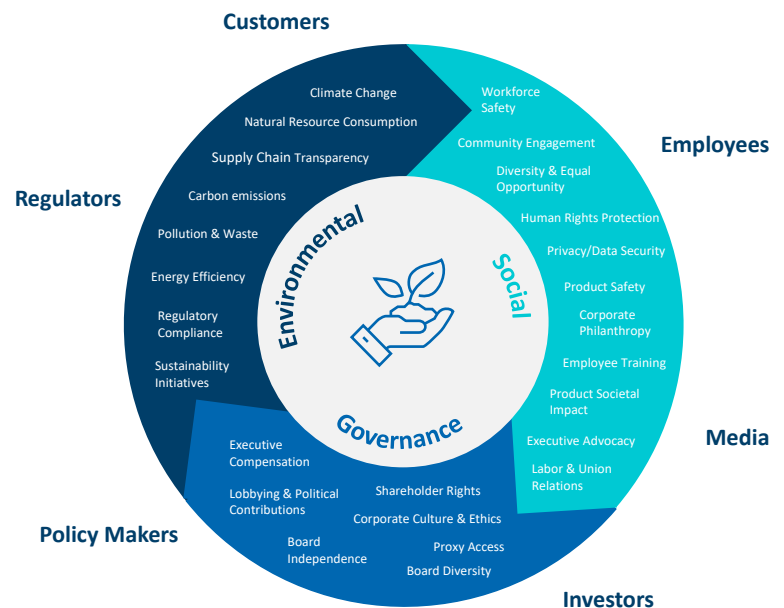 Customers
Employees
Media
Investors
Policy Makers
Regulators
Environmental
Climate Change
Natural Resource Consumption
Supply Chain Transparency
Carbon emissions
Pollution & Waste
Energy Efficiency
Regulatory
Compliance
Sustainability
Initiatives
Social
Workforce
Safety
Community Engagement
Diversity & Equal
Opportunity
Human Rights Protection
Privacy/Data Security
Product Safety
Corporate
Philanthropy
Employee Training
Product Societal
Impact
Executive Advocacy
Labor & Union
Relations
Governance
Executive
Compensation
Lobbying & Political
Contributions
Board
Independence
Shareholder Rights
Corporate Culture & Ethics
Proxy Access
Board Diversity